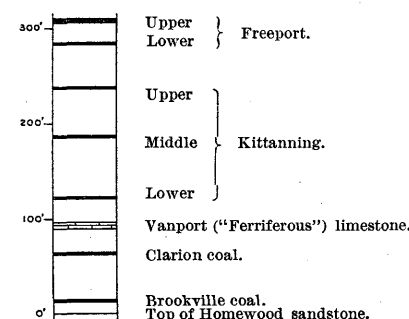 300'
Upper
Lower
Freeport.
Upper
200'
Middle
Kittanning.
Lower
100'
Vanport ("Ferriferous") limestone.
Clarion coal.
Brookville coal.
0'
Top of Homewood sandstone.